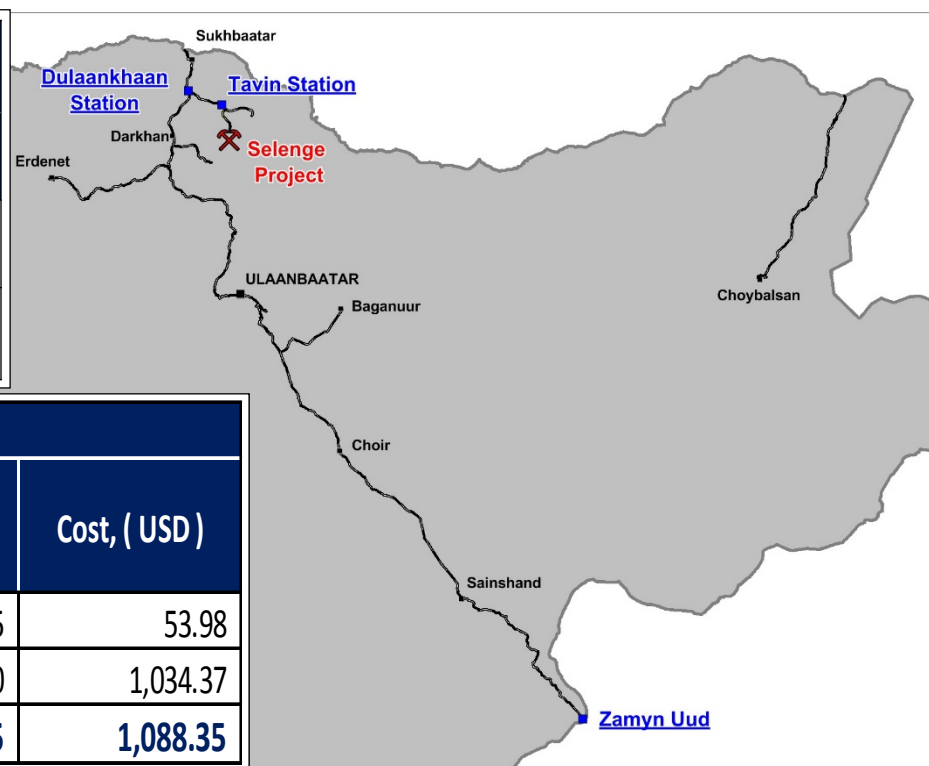 Sukhbaatar
Dulaankhaan
Station
Tavin Station
Darkhan
Selenge
Project
Erdenet
ULAANBAATAR
Baganuur
Choybalsan
Choir
Sainshand
Zamyn Uud
Cost, ( USD )
53.98
1,034.37
1,088.35